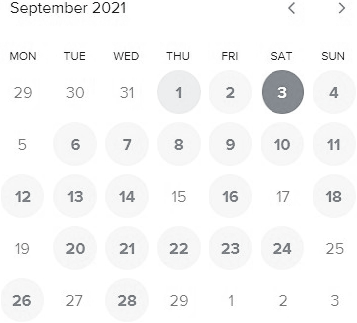 September 2021 < >
MON TUE WED THU FRI SAT SUN
29 30 31 1 2 3 4
5 6 7 8 9 10 11
12 13 14 15 16 17 18
19 20 21 22 23 24 25
26 27 28 29 1 2 3